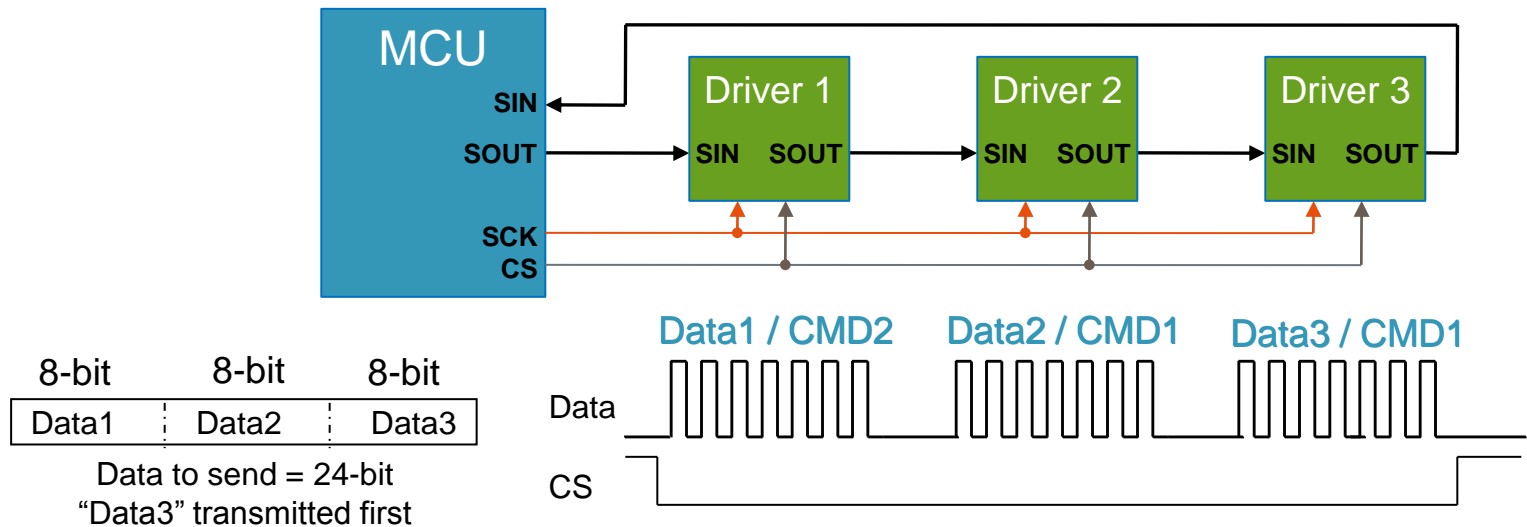 MCU
SIN
SOUT
SCK
CS
Driver 1
SIN SOUT
Driver 2
SIN SOUT
Driver 3
SIN SOUT
8-bit 8-bit 8-bit
Data1 Data2 Data3
Data to send = 24-bit
“Data3” transmitted first
Data1 / CMD2 Data2 / CMD1 Data3 / CMD1
Data
CS